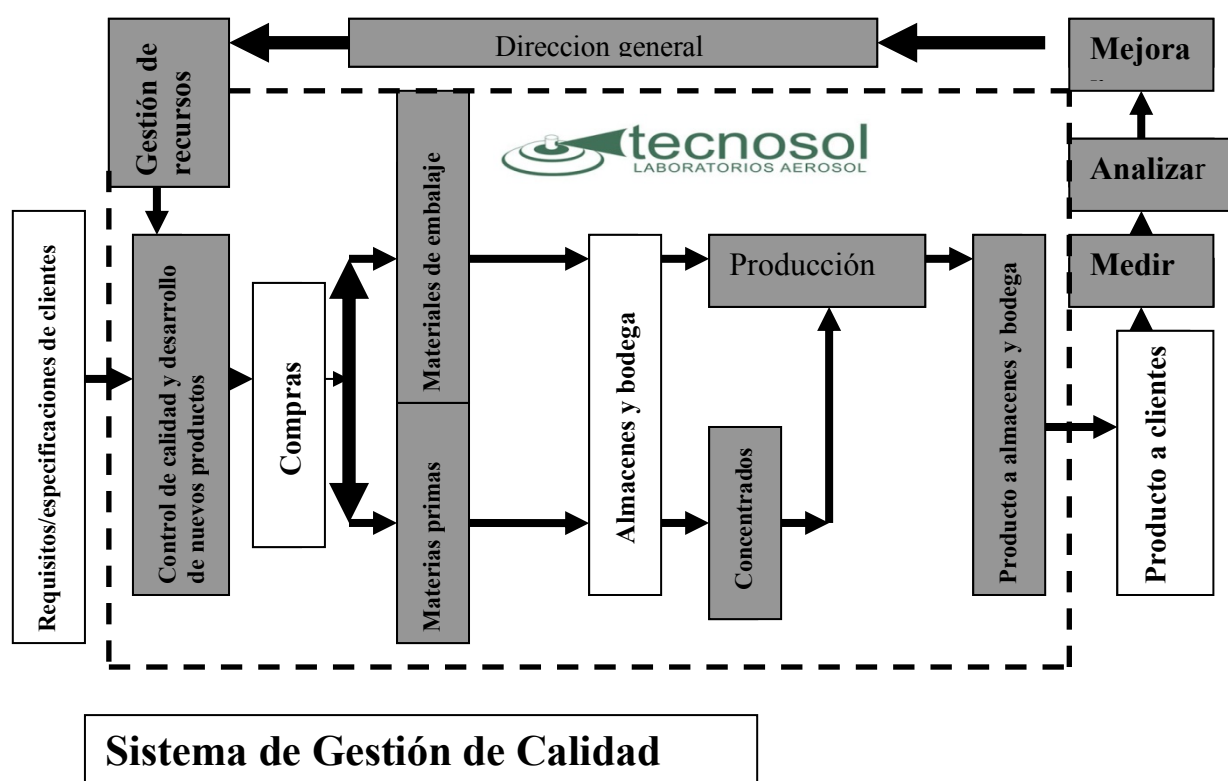 Direccion general
Mejora
Gestión de
recursos
tecnosol
LABORATORIOS AEROSOL
Analizar
Medir
Requisitos/especificaciones de clientes
Control de calidad y desarrollo
de nuevos productos
Compras
Materiales de embalaje
Materias primas
Almacenes y bodega
Producción
Concentrados
Producto a almacenes y bodega
Producto a clientes
Sistema de Gestión de Calidad